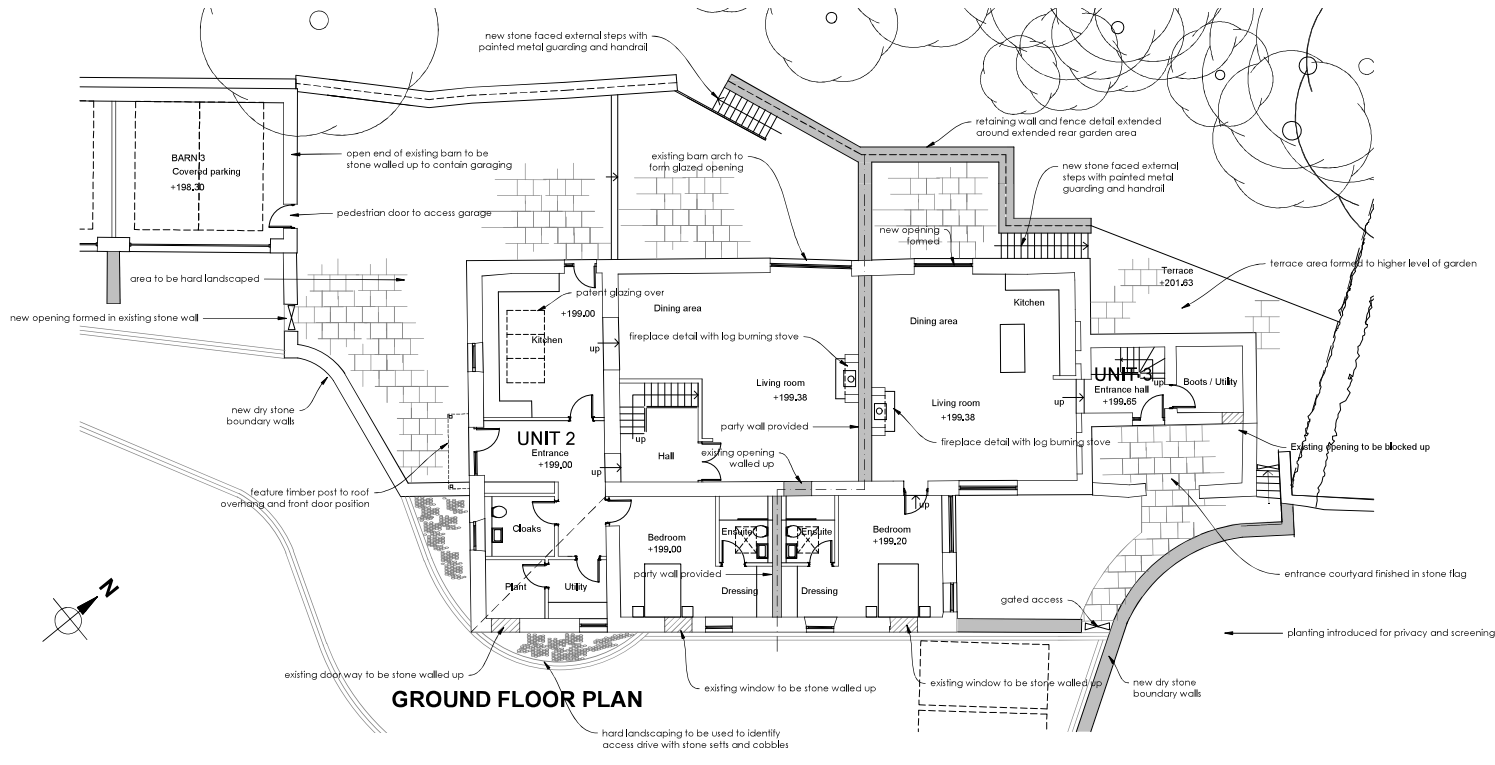 new stone faced external steps with
painted metal guarding and handrail
retaining wall and fence detail extended
around extended rear garden area
BARN 3
Covered parking
+198.30
open end of existing barn to be
stone walled up to contain garaging
existing barn arch to
form glazed opening
new stone faced external
steps with painted metal
guarding and handrail
pedestrian door to access garage
new opening
formed
area to be hard landscaped
terrace area formed to higher level of garden
Terrace
+201.63
patent glazing over
+199.00
Kitchen
Dining area
Kitchen
Dining area
new opening formed in existing stone wall
up
fireplace detail with log burning stove
UNIT 3
Entrance hall
+199.65
up
Boots / Utility
Living room
+199.38
Living room
+199.38
up
new dry stone
boundary walls
party wall provided
fireplace detail with log burning stove
UNIT 2
Entrance
+199.00
up
up
Hall
existing opening
walled up
Existing opening to be blocked up
feature timber post to roof
overhang and front door position
up
Cloaks
Bedroom
+199.00
Ensuite
Ensuite
Bedroom
+199.20
party wall provided
entrance courtyard finished in stone flag
Plant
Utility
Dressing
Dressing
gated access
N
planting introduced for privacy and screening
existing door way to be stone walled up
existing window to be stone walled up
existing window to be stone walled up
new dry stone
boundary walls
GROUND FLOOR PLAN
hard landscaping to be used to identify
access drive with stone setts and cobbles